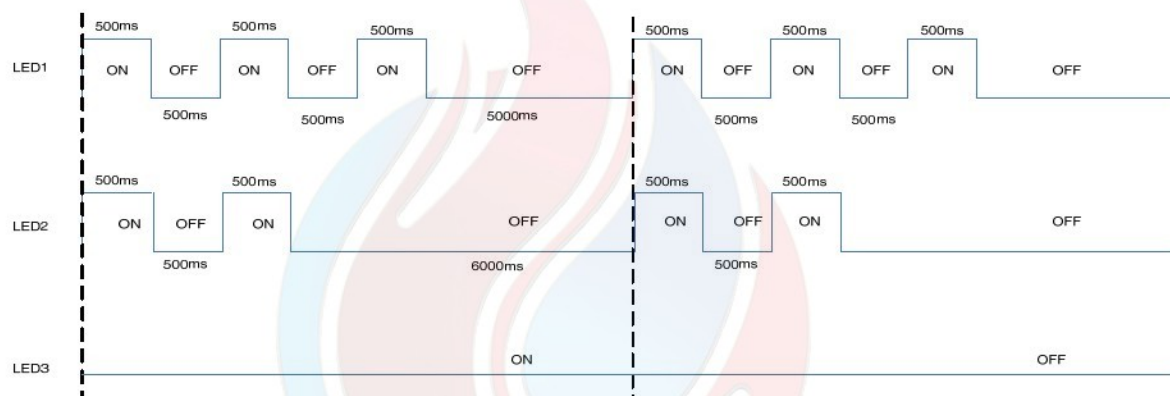 500ms 500ms 500ms 500ms 500ms 500ms
LED1 ON OFF ON OFF ON OFF ON OFF ON OFF ON OFF
500ms 500ms 5000ms 500ms 500ms
500ms 500ms 500ms 500ms
LED2 ON OFF ON OFF ON OFF ON OFF
500ms 6000ms 500ms
LED3 ON OFF